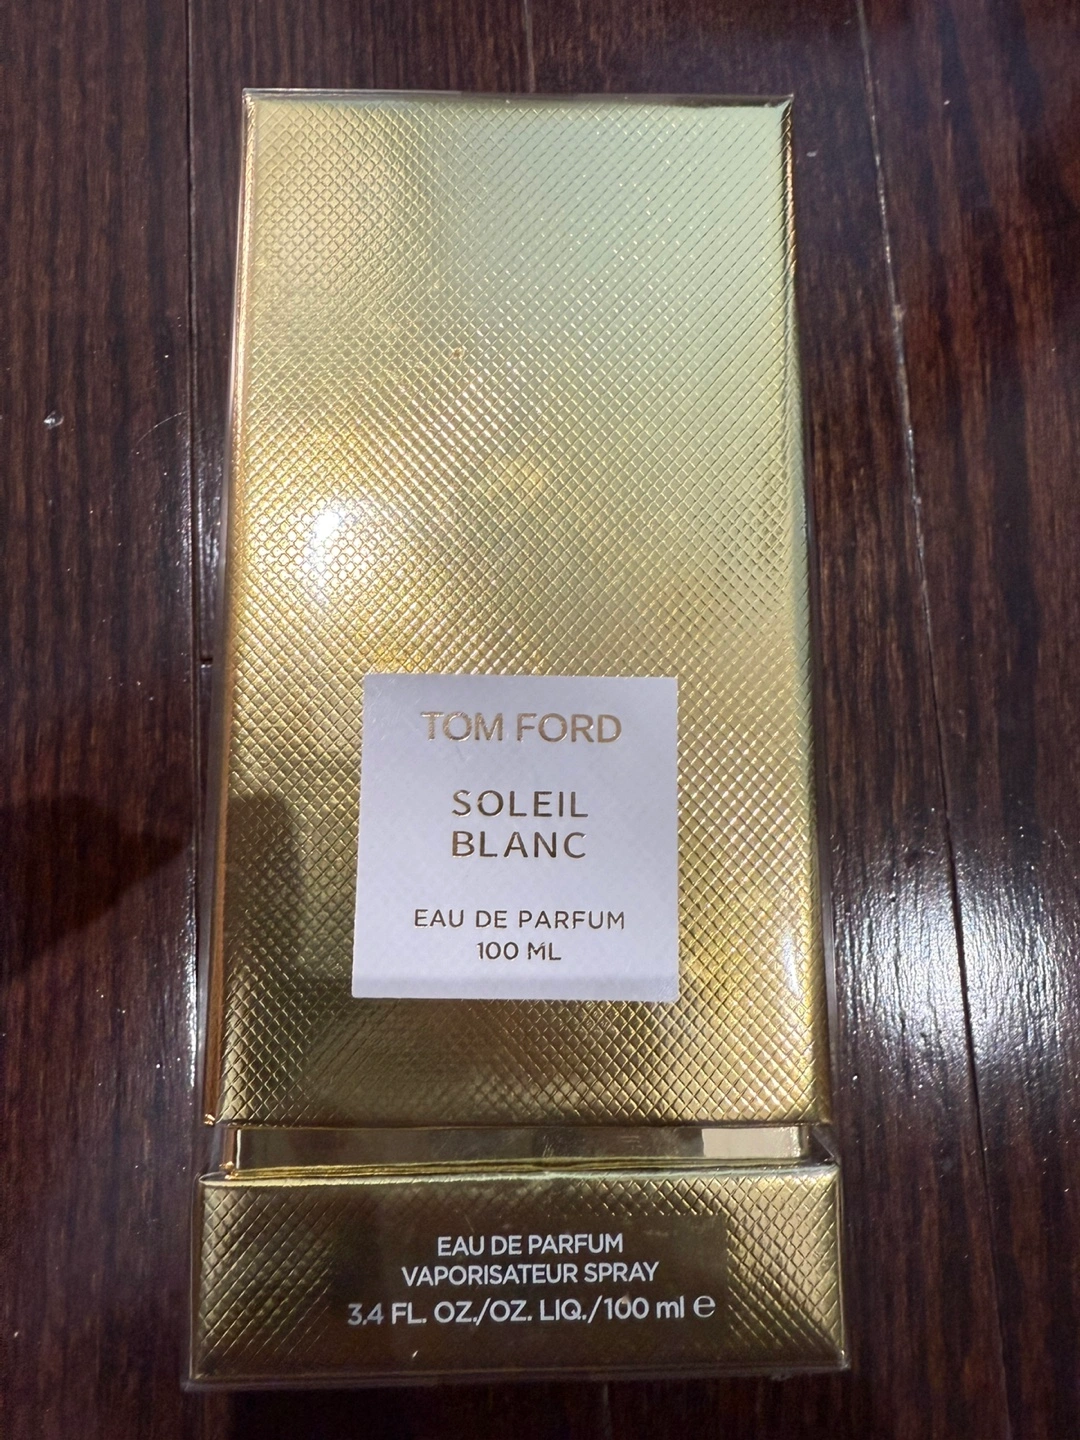 TOM FORD
SOLEIL
BLANC
EAU DE PARFUM
100 ML
EAU DE PARFUM
VAPORISATEUR SPRAY
3,4 FL. OZ./OZ. LIQ./100 ml ℮